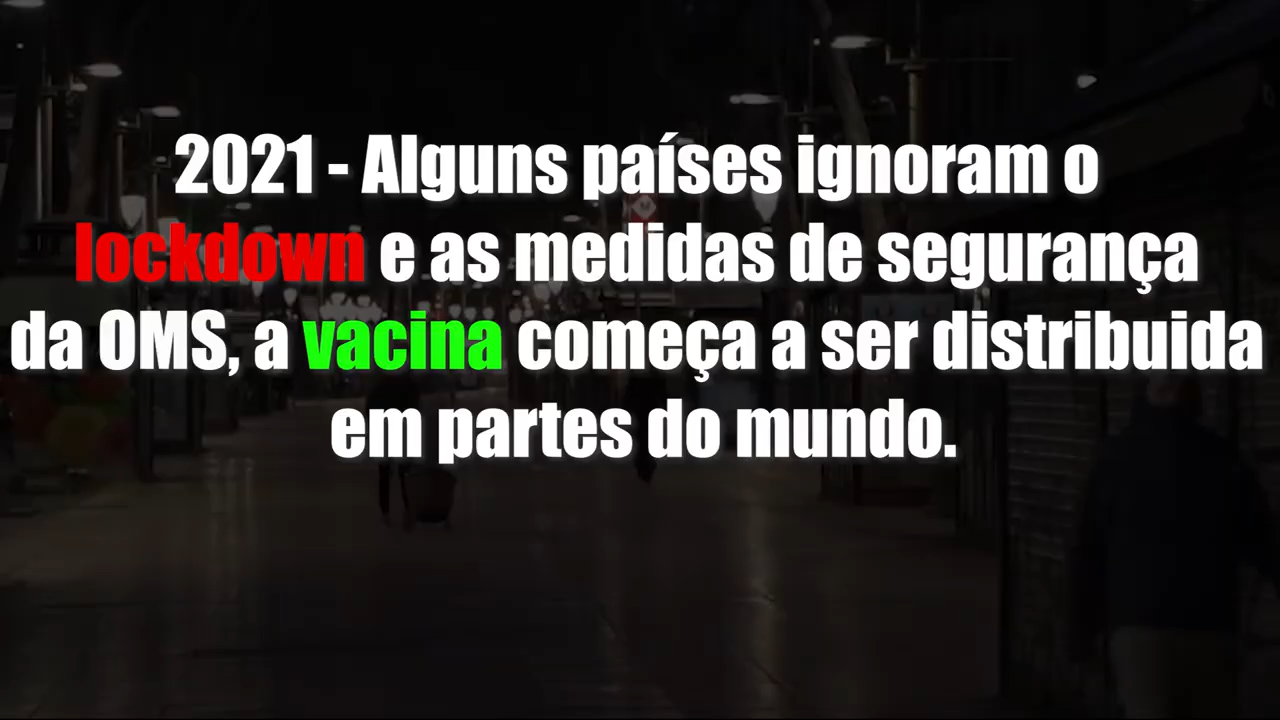 2021 - Alguns países ignoram o
lockdown e as medidas de segurança
da OMS, a vacina começa a ser distribuida
em partes do mundo.